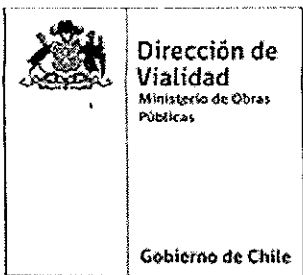 Dirección de
Vialidad
Ministerio de Obras
Públicas
Gobierno de Chile